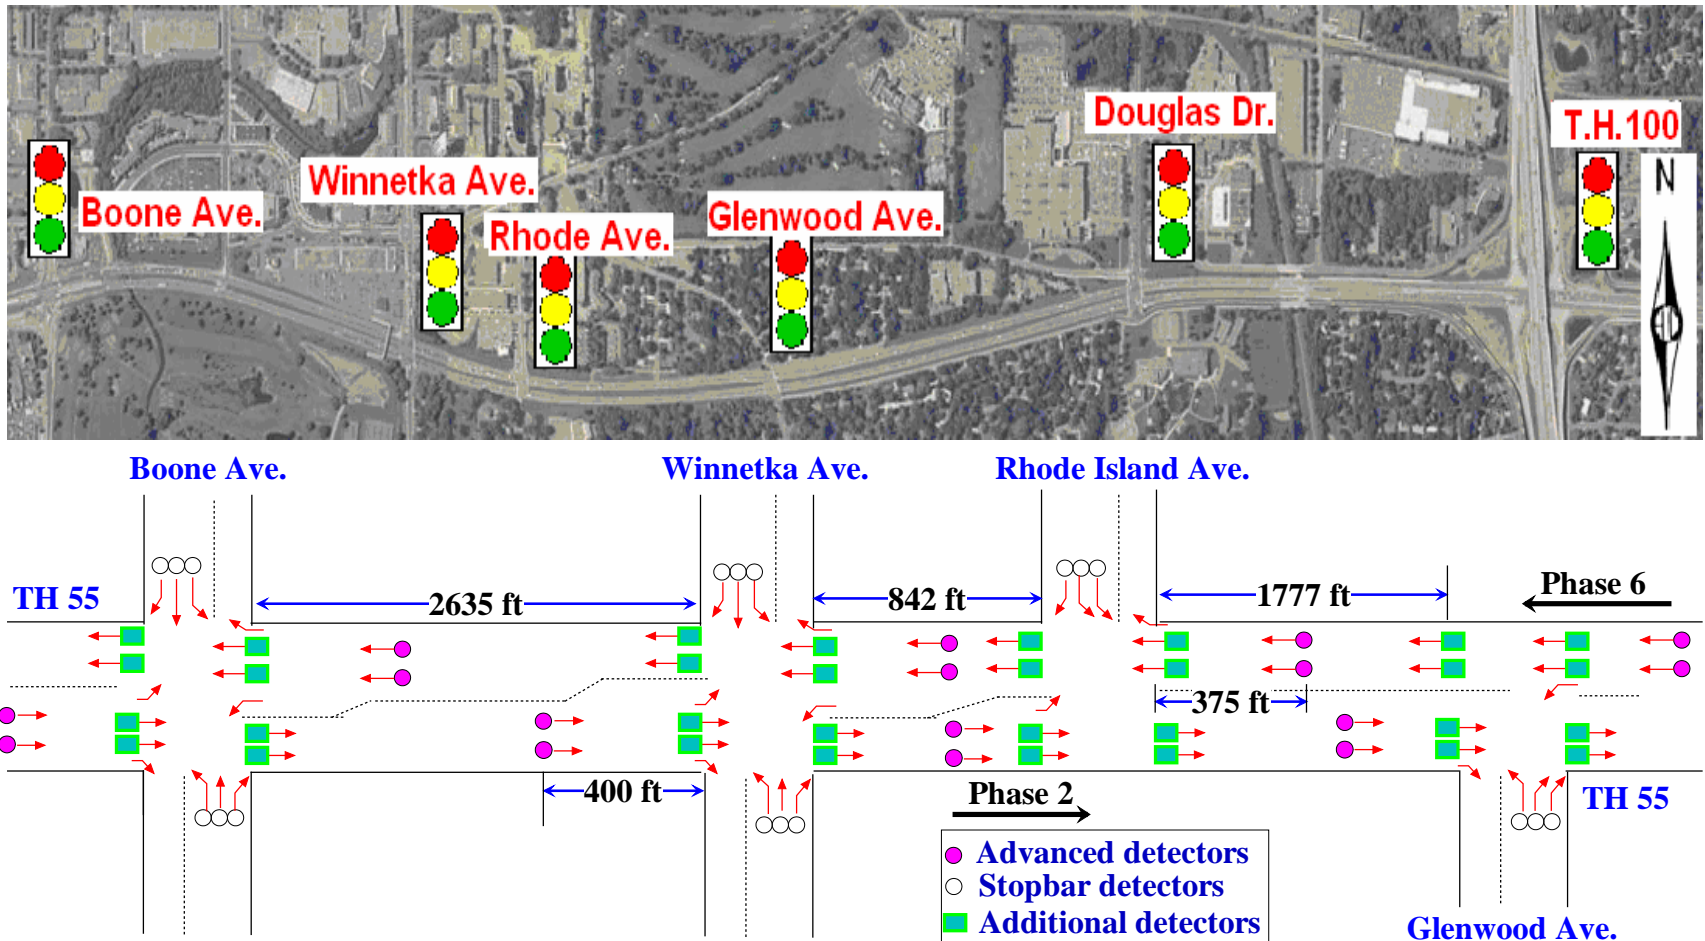 Douglas Dr.
T.H.100
N
Winnetka Ave.
Boone Ave.
Rhode Ave.
Glenwood Ave.
Boone Ave.
Winnetka Ave.
Rhode Island Ave.
TH 55
2635 ft
842 ft
1777 ft
Phase 6
375 ft
400 ft
Phase 2
TH 55
Advanced detectors
Stopbar detectors
Additional detectors
Glenwood Ave.